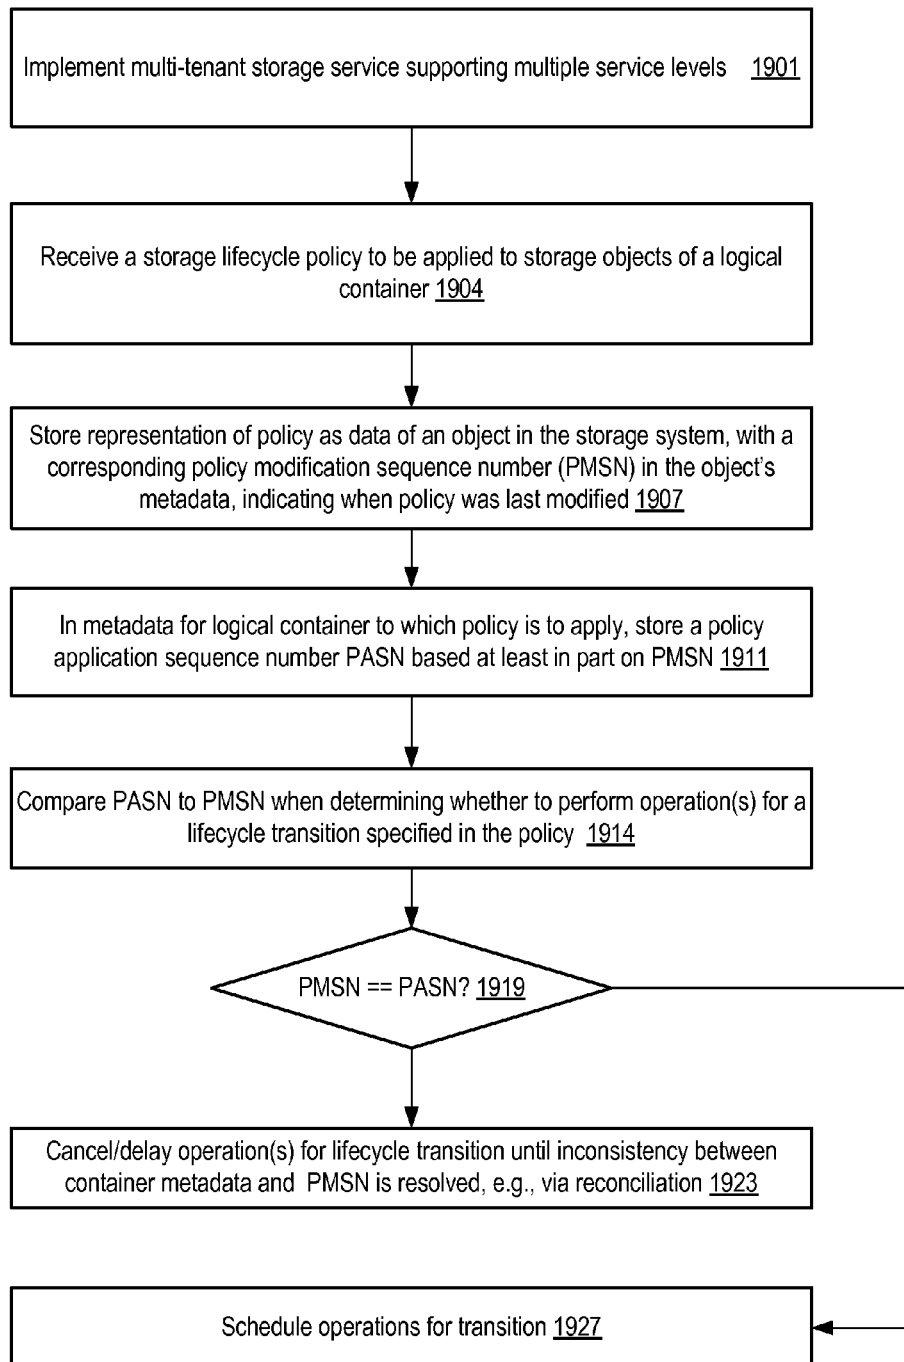 Implement multi-tenant storage service supporting multiple service levels 1901
Receive a storage lifecycle policy to be applied to storage objects of a logical
container 1904
Store representation of policy as data of an object in the storage system, with a
corresponding policy modification sequence number (PMSN) in the object's
metadata, indicating when policy was last modified 1907
In metadata for logical container to which policy is to apply, store a policy
application sequence number PASN based at least in part on PMSN 1911
Compare PASN to PMSN when determining whether to perform operation(s) for a
lifecycle transition specified in the policy 1914
PMSN == PASN? 1919
Cancel/delay operation(s) for lifecycle transition until inconsistency between
container metadata and PMSN is resolved, e.g., via reconciliation 1923
Schedule operations for transition 1927